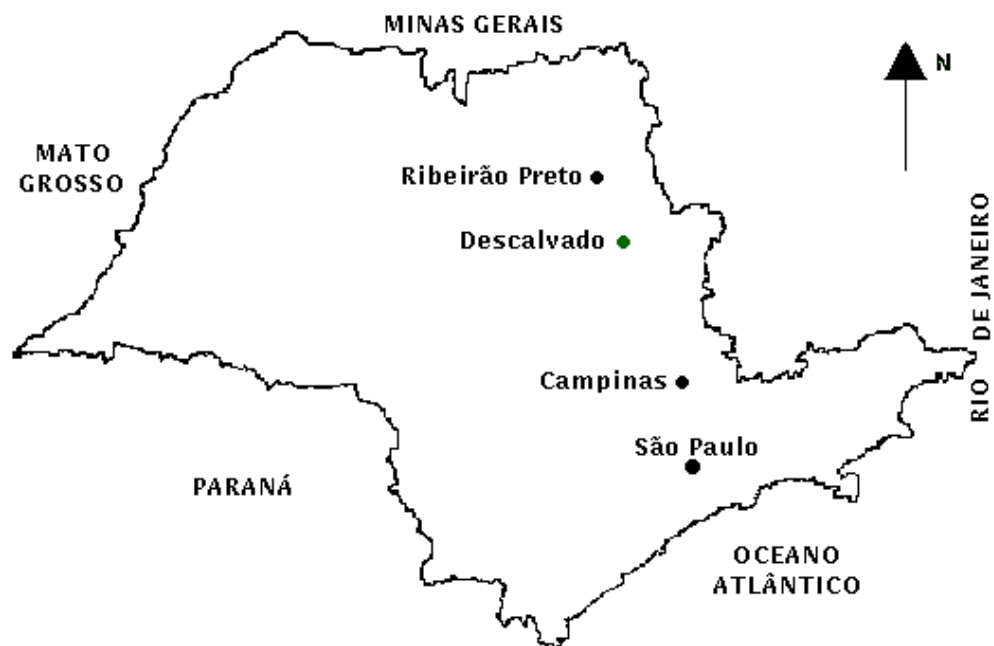 MINAS GERAIS
N
MATO
GROSSO
Ribeirão Preto
Descalvado
RIO DE JANEIRO
Campinas
São Paulo
PARANÁ
OCEANO
ATLÂNTICO